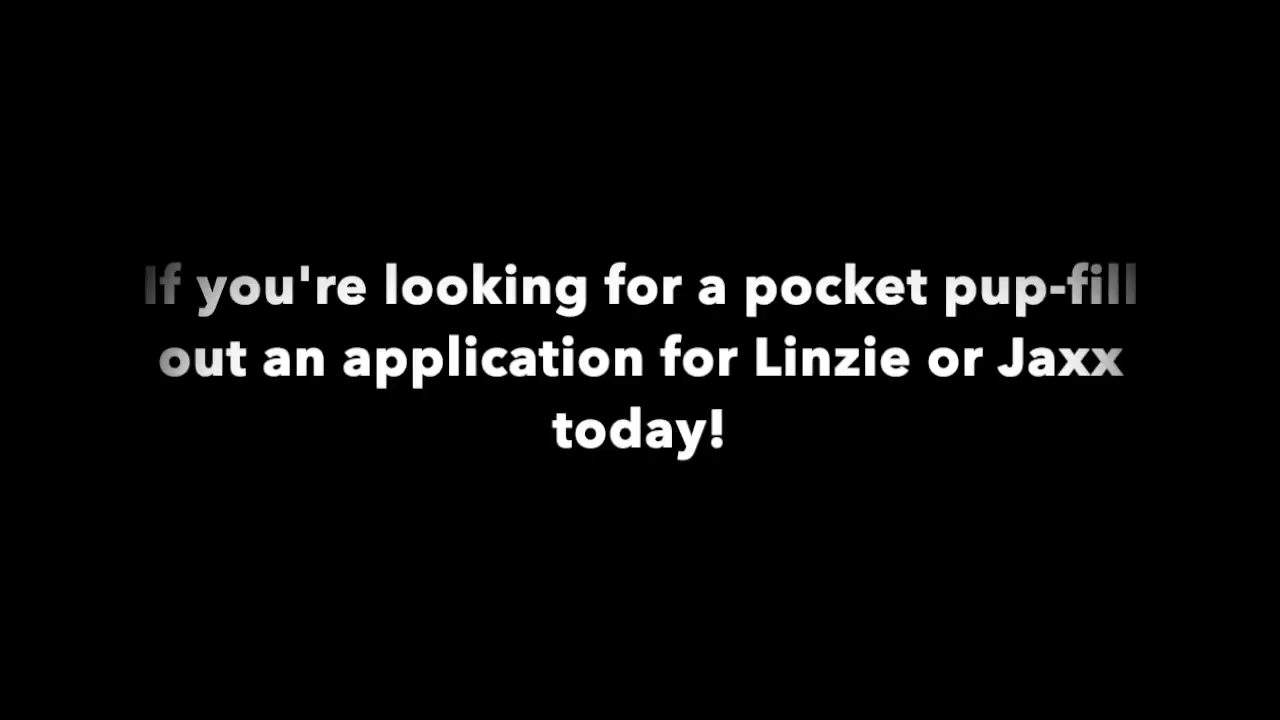 If you're looking for a pocket pup-fill
out an application for Linzie or Jaxx
today!